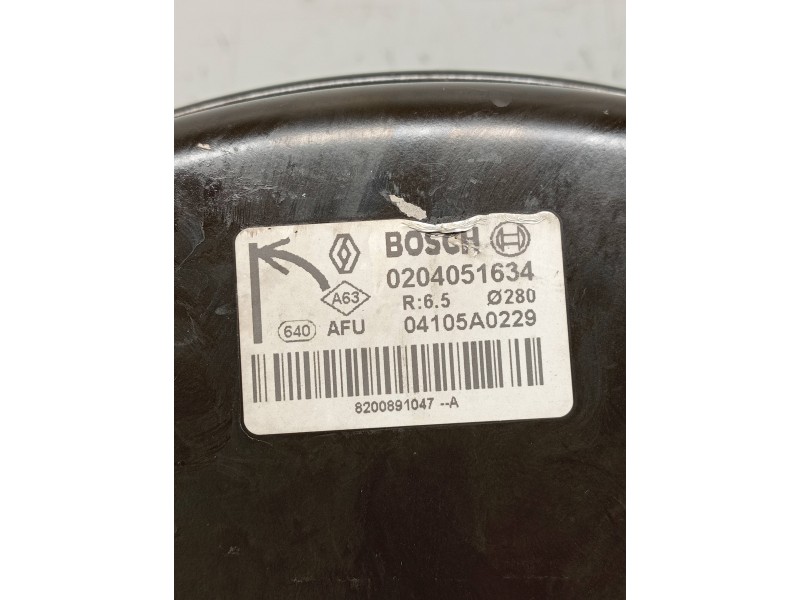 BOSCH
0204051634
A63
R:6.5 Ø280
640 AFU 04105A0229
8200891047 --A